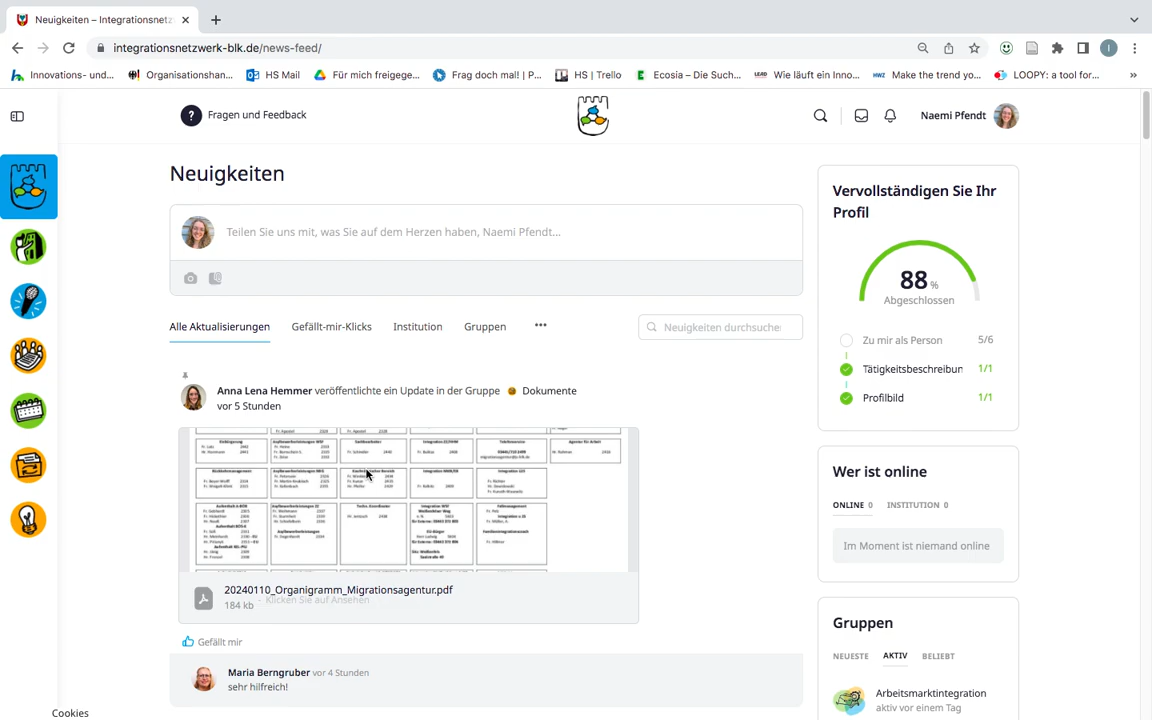 Neuigkeiten – Integrationsnetz
integrationsnetzwerk-blk.de/news-feed/
Innovations- und...
Organisationshan...
HS Mail
Für mich freigege...
Frag doch mal! | P...
HS | Trello
Ecosia – Die Such...
LEAD
Wie läuft ein Inno...
HWZ
Make the trend yo...
LOOPY: a tool for...
»
I
? Fragen und Feedback
Naemi Pfendt
Neuigkeiten
Teilen Sie uns mit, was Sie auf dem Herzen haben, Naemi Pfendt...
Alle Aktualisierungen
Gefällt-mir-Klicks
Institution
Gruppen
•••
Neuigkeiten durchsuche
Anna Lena Hemmer veröffentlichte ein Update in der Gruppe Dokumente
vor 5 Stunden
20240110_Organigramm_Migrationsagentur.pdf
184 kb - Klicken Sie auf Ansehen
Gefällt mir
Maria Berngruber vor 4 Stunden
sehr hilfreich!
Cookies
Vervollständigen Sie Ihr
Profil
88 %
Abgeschlossen
Zu mir als Person 5/6
Tätigkeitsbeschreibun 1/1
Profilbild 1/1
Wer ist online
ONLINE 0 INSTITUTION 0
Im Moment ist niemand online
Gruppen
NEUESTE AKTIV BELIEBT
Arbeitsmarktintegration
aktiv vor einem Tag